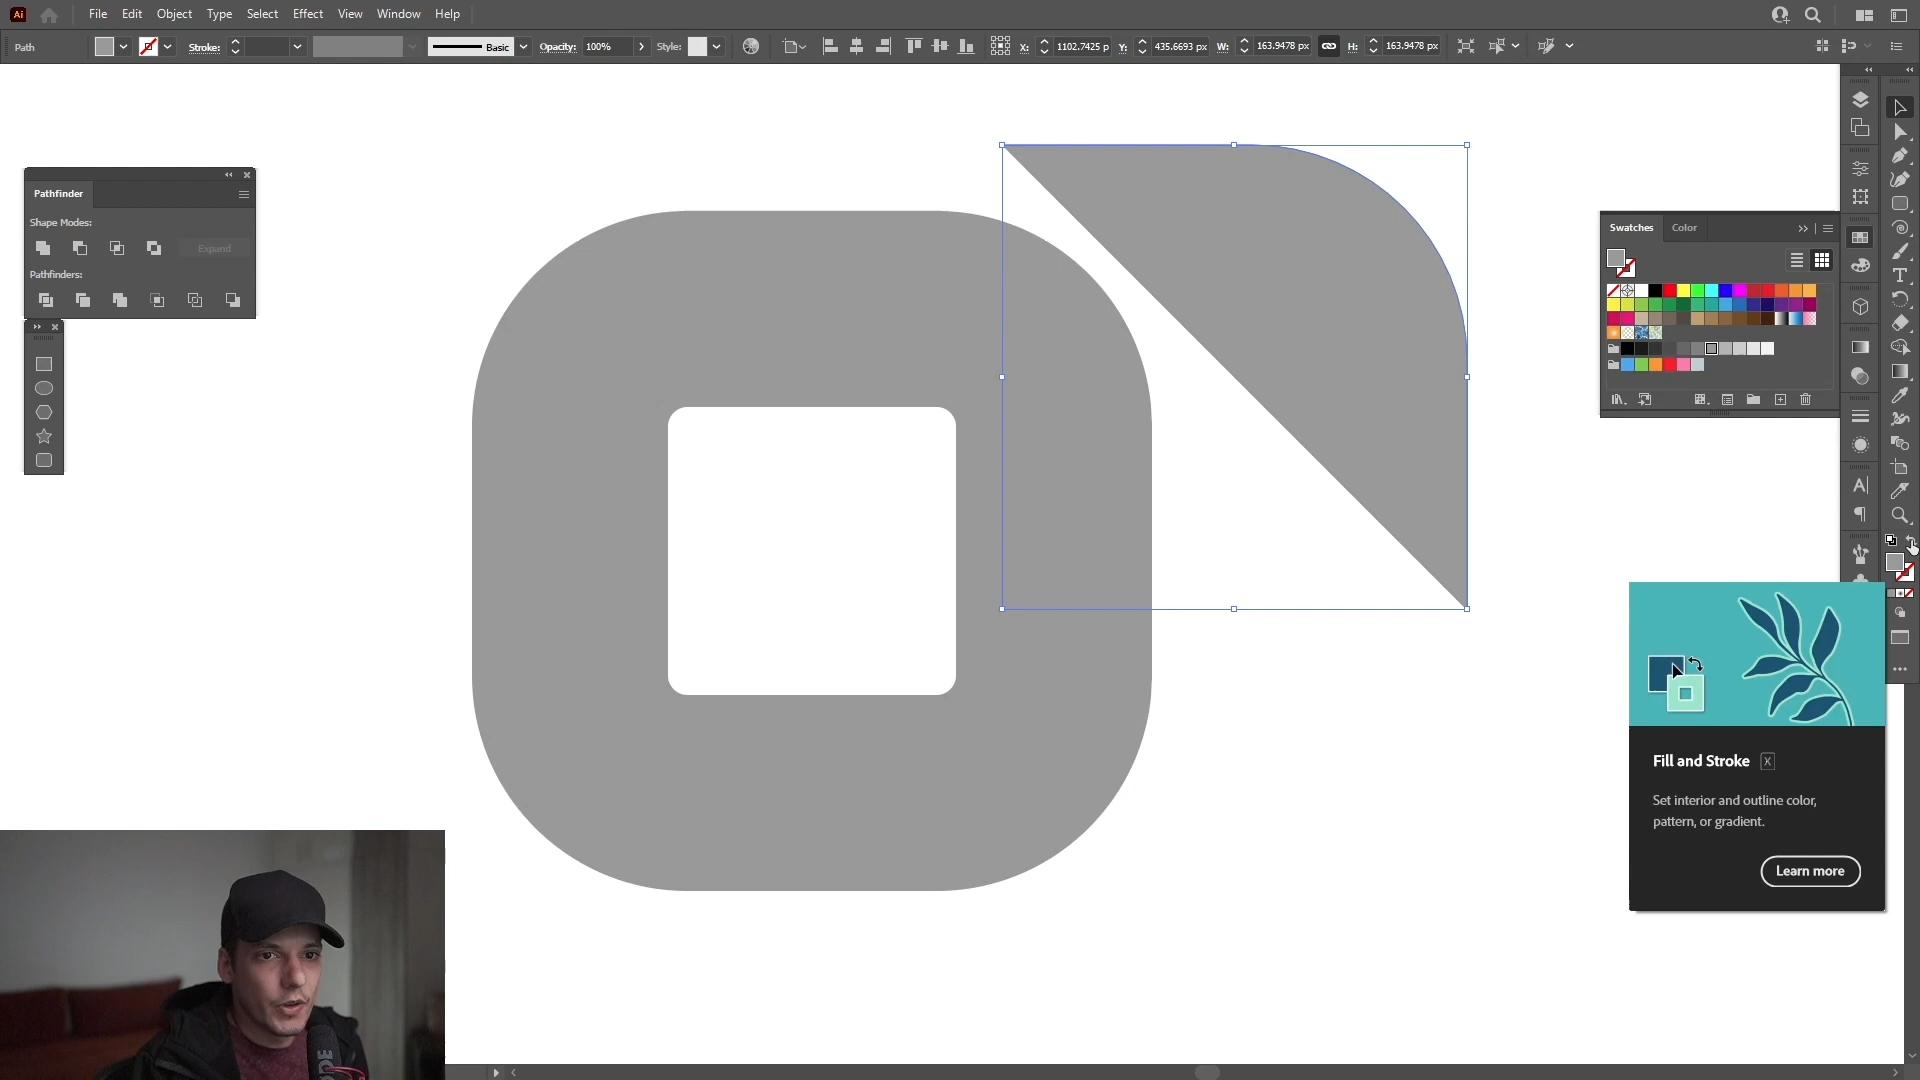 Ai
File Edit Object Type Select Effect View Window Help
Path
Stroke:
Basic
Opacity: 100%
Style:
X: 1102.7425 p
Y: 435.6693 px
W: 163.9478 px
H: 163.9478 px
Pathfinder
Shape Modes:
Expand
Pathfinders:
Swatches Color
Fill and Stroke X
Set interior and outline color,
pattern, or gradient.
Learn more